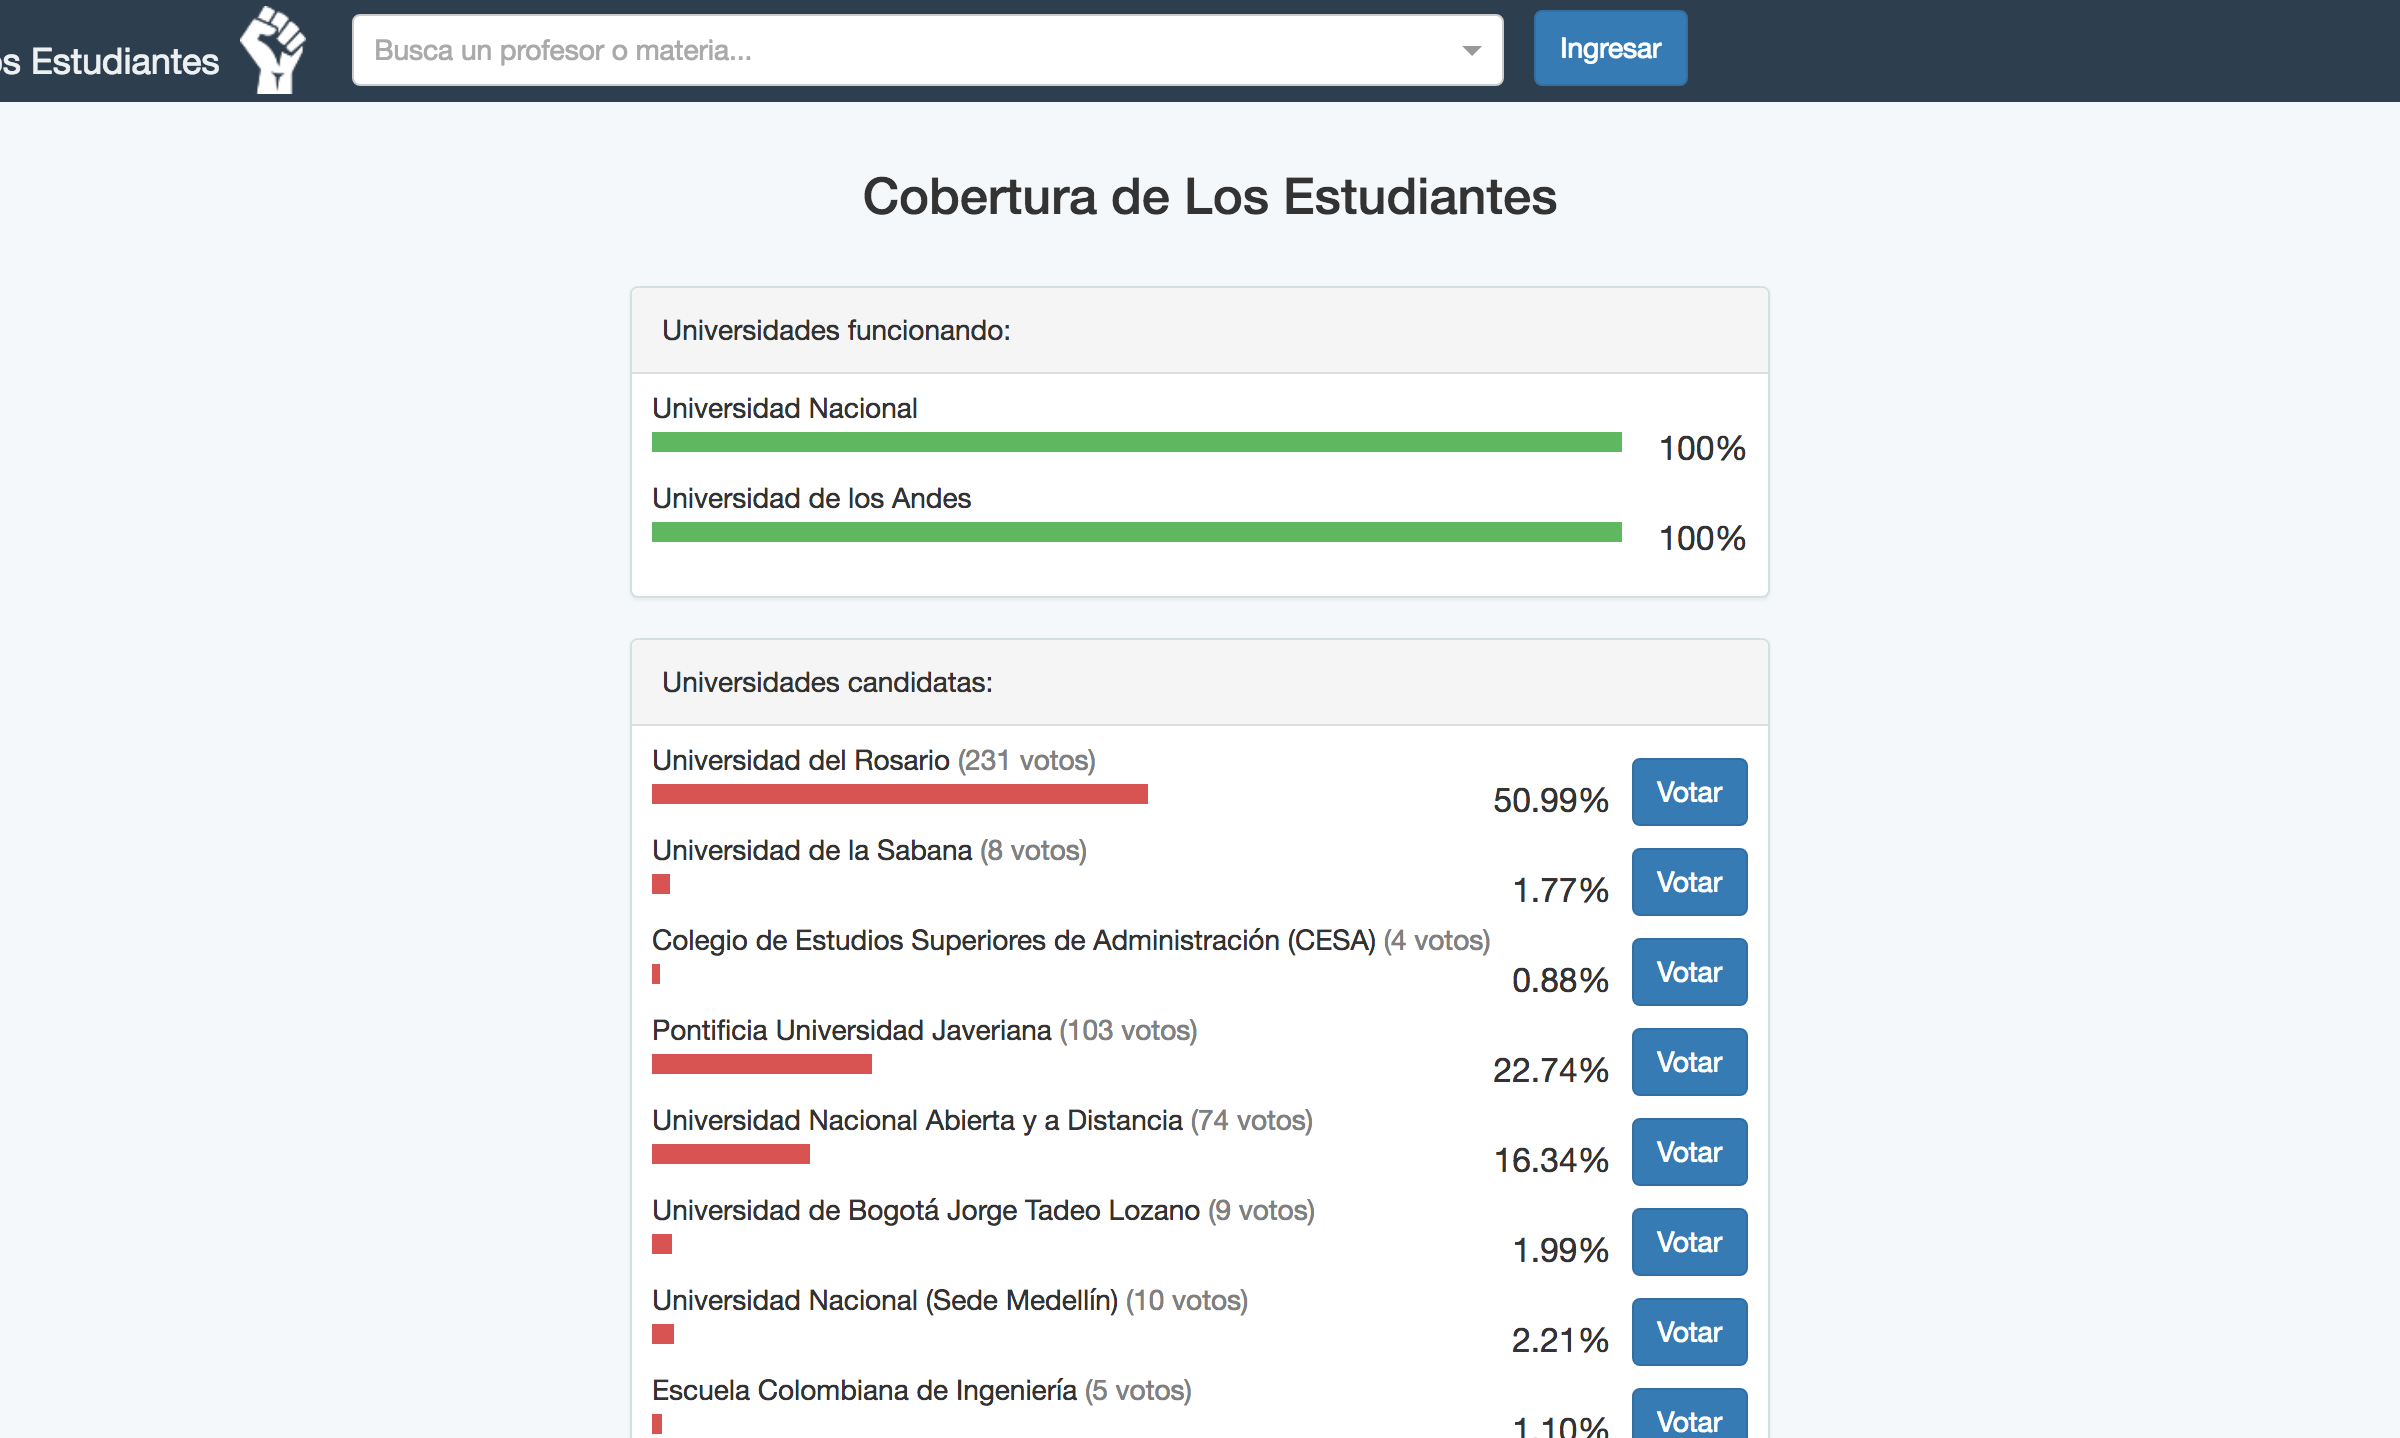 s Estudiantes
Busca un profesor o materia...
Ingresar
Cobertura de Los Estudiantes
Universidades funcionando:
Universidad Nacional
100%
Universidad de los Andes
100%
Universidades candidatas:
Universidad del Rosario (231 votos)
50.99%
Votar
Universidad de la Sabana (8 votos)
1.77%
Votar
Colegio de Estudios Superiores de Administración (CESA) (4 votos)
0.88%
Votar
Pontificia Universidad Javeriana (103 votos)
22.74%
Votar
Universidad Nacional Abierta y a Distancia (74 votos)
16.34%
Votar
Universidad de Bogotá Jorge Tadeo Lozano (9 votos)
1.99%
Votar
Universidad Nacional (Sede Medellín) (10 votos)
2.21%
Votar
Escuela Colombiana de Ingeniería (5 votos)
1.10%
Votar